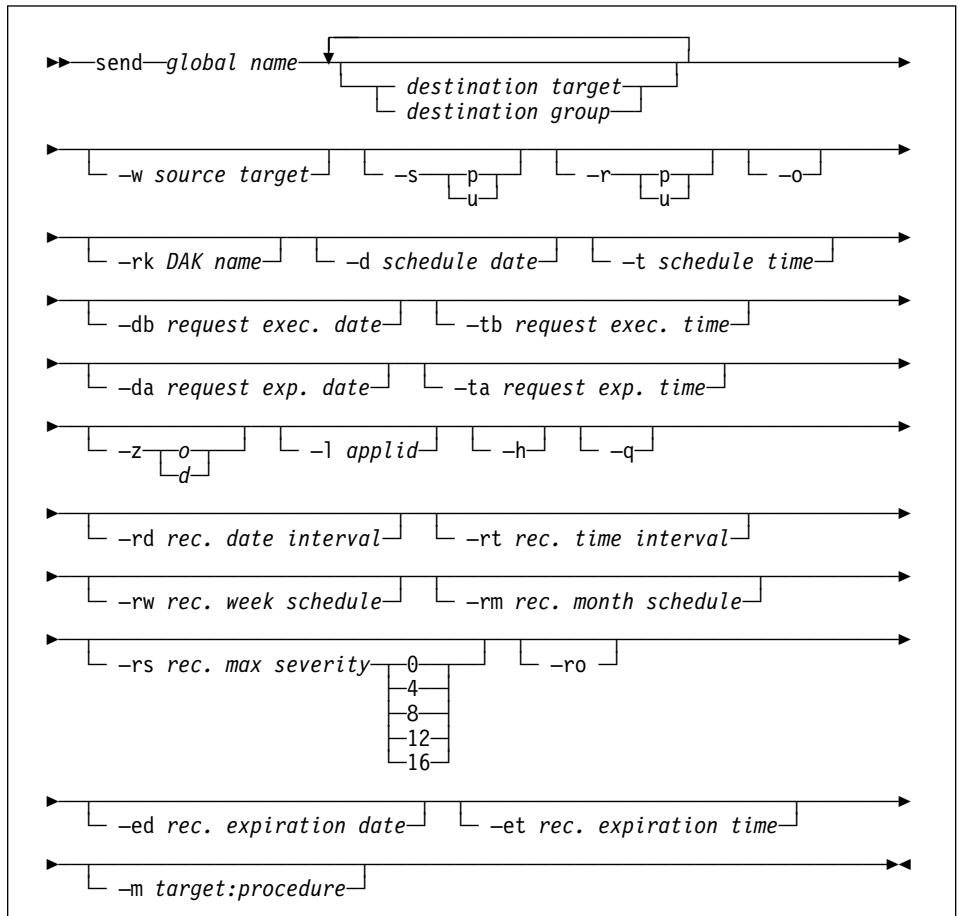 send global name
destination target
destination group
–w source target –s p –r p –o
u u
–rk DAK name –d schedule date –t schedule time
–db request exec. date –tb request exec. time
–da request exp. date –ta request exp. time
–z o –l applid –h –q
d
–rd rec. date interval –rt rec. time interval
–rw rec. week schedule –rm rec. month schedule
–rs rec. max severity 0 –ro
4
8
12
16
–ed rec. expiration date –et rec. expiration time
–m target:procedure